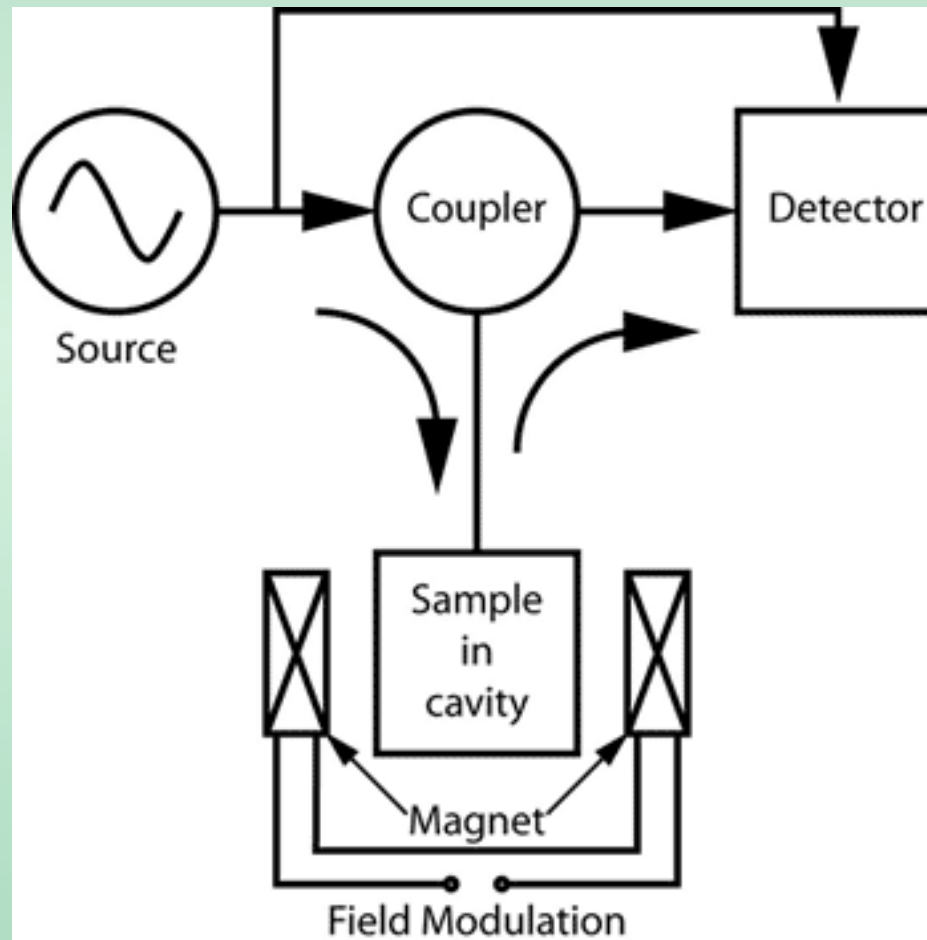 Coupler
Detector
Source
Sample
in
cavity
Magnet
Field Modulation